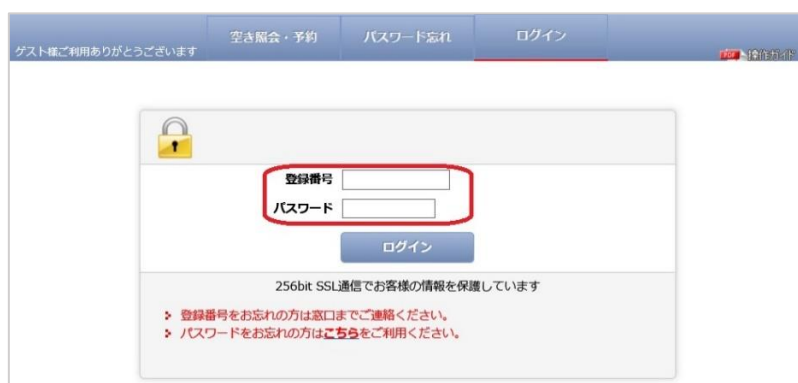 空き照会・予約 パスワード忘れ ログイン
ゲスト様ご利用ありがとうございます
PDF 操作ガイド
登録番号
パスワード
ログイン
256bit SSL通信でお客様の情報を保護しています
登録番号をお忘れの方は窓口までご連絡ください。
パスワードをお忘れの方はこちらをご利用ください。